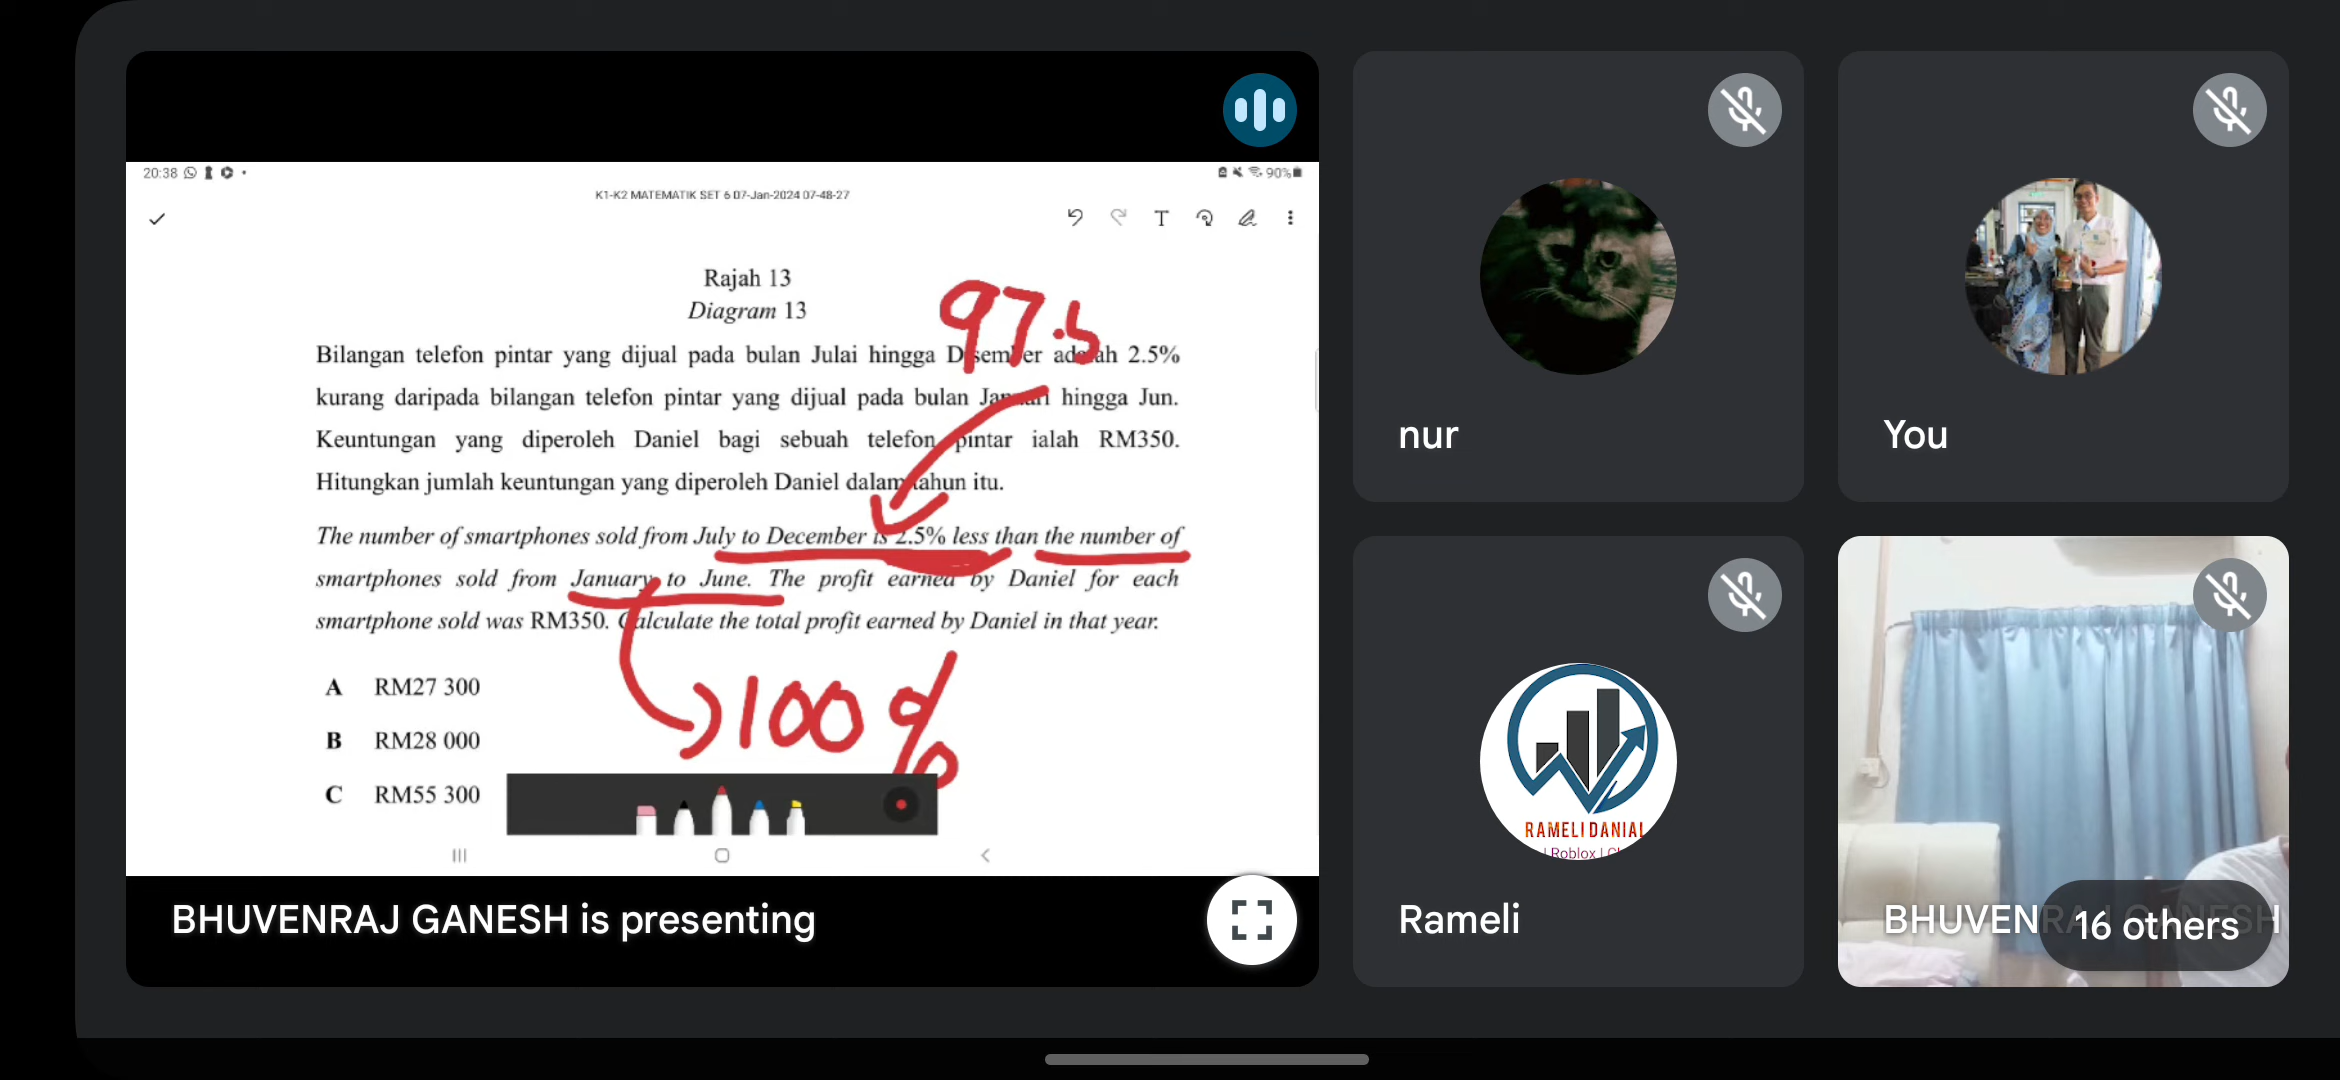 20:38
90%
K1-K2 MATEMATIK SET 6 07-Jan-2024 07-48-27
T
Rajah 13
Diagram 13
97.5
Bilangan telefon pintar yang dijual pada bulan Julai hingga Disember adalah 2.5%
kurang daripada bilangan telefon pintar yang dijual pada bulan Januari hingga Jun.
Keuntungan yang diperoleh Daniel bagi sebuah telefon pintar ialah RM350.
Hitungkan jumlah keuntungan yang diperoleh Daniel dalam tahun itu.
The number of smartphones sold from July to December is 2.5% less than the number of
smartphones sold from January to June. The profit earned by Daniel for each
smartphone sold was RM350. Calculate the total profit earned by Daniel in that year.
100%
A RM27 300
B RM28 000
C RM55 300
BHUVENRAJ GANESH is presenting
nur
You
RAMELI DANIAL
Roblox
Rameli
BHUVENRAJ GANESH
16 others